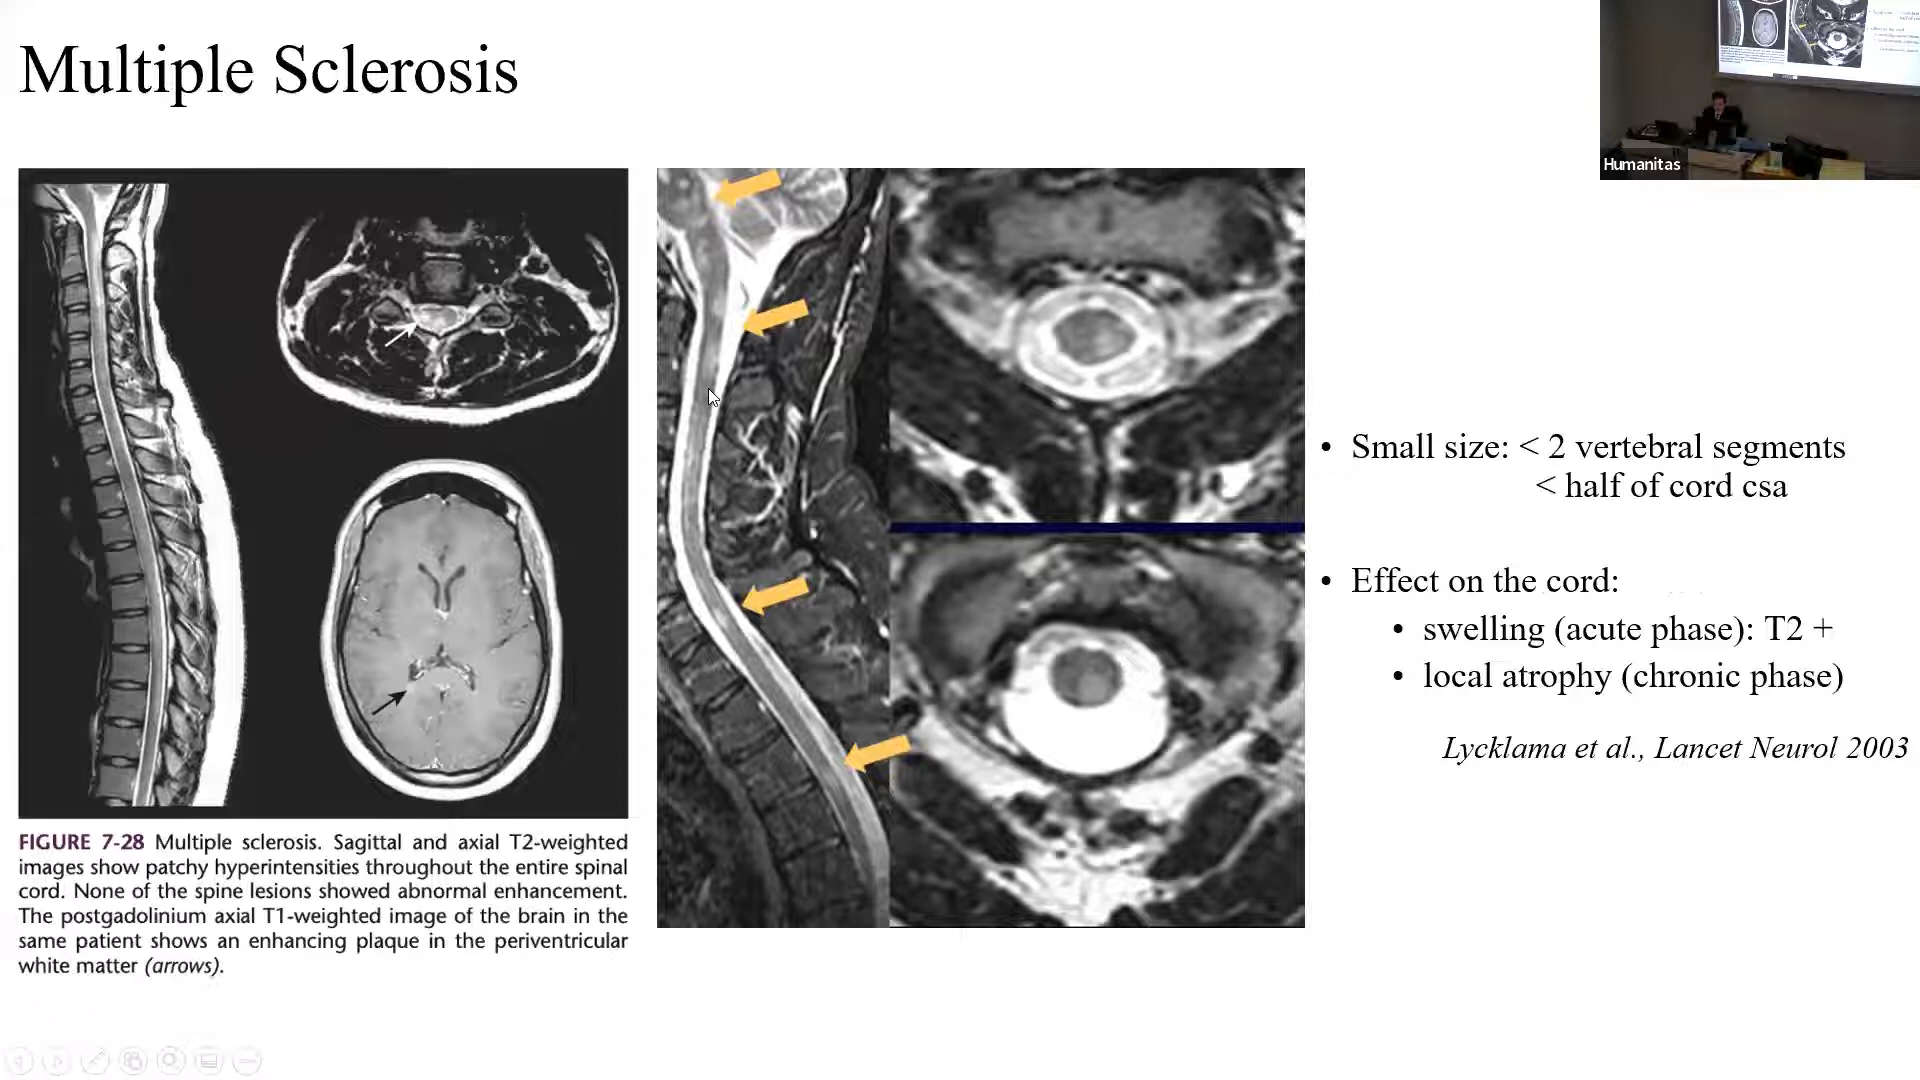 Multiple Sclerosis
Humanitas
• Small size: < 2 vertebral segments
< half of cord csa
• Effect on the cord:
• swelling (acute phase): T2 +
• local atrophy (chronic phase)
Lycklama et al., Lancet Neurol 2003
FIGURE 7-28 Multiple sclerosis. Sagittal and axial T2-weighted
images show patchy hyperintensities throughout the entire spinal
cord. None of the spine lesions showed abnormal enhancement.
The postgadolinium axial T1-weighted image of the brain in the
same patient shows an enhancing plaque in the periventricular
white matter (arrows).